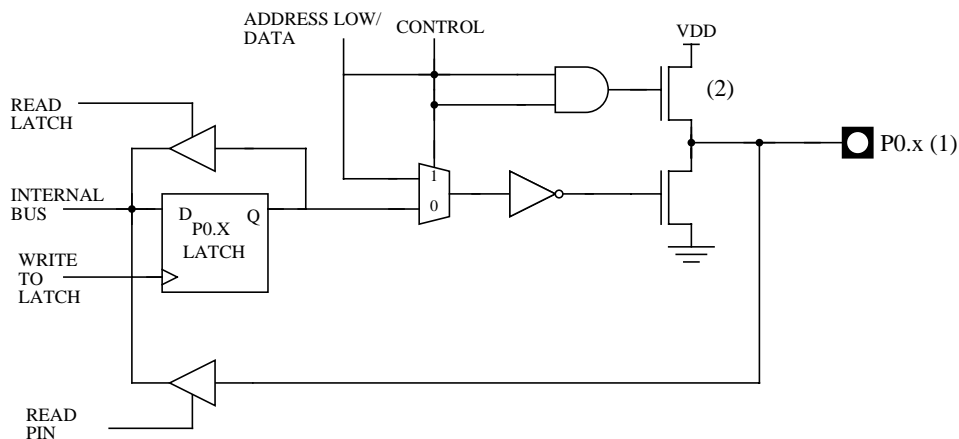 ADDRESS LOW/
DATA
CONTROL
VDD
(2)
READ
LATCH
P0.x (1)
1
0
INTERNAL
BUS
D
Q
P0.X
LATCH
WRITE
TO
LATCH
READ
PIN